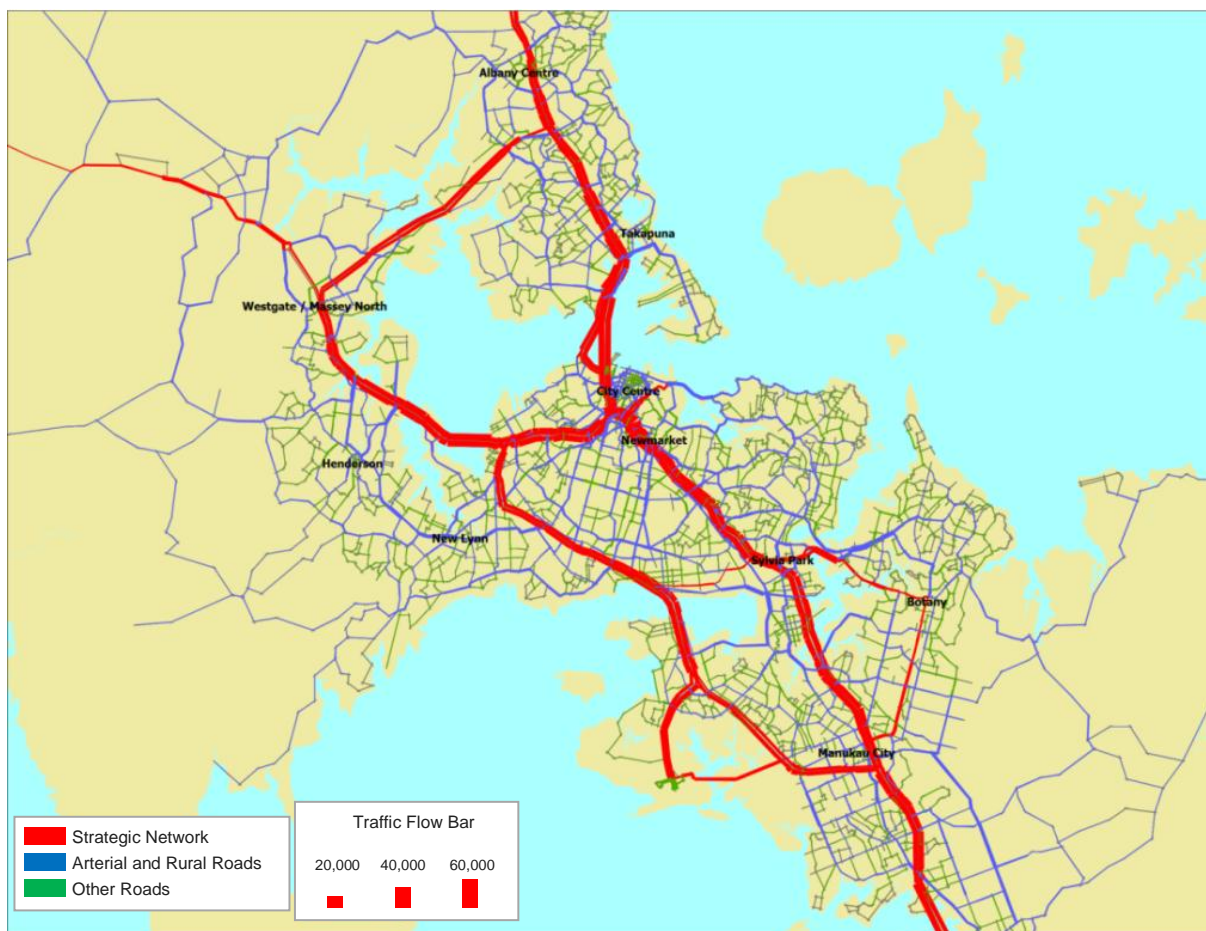 Albany Centre
Takapuna
Westgate / Massey North
City Centre
Newmarket
Henderson
New Lynn
Sylvia Park
Botany
Manukau City
Strategic Network
Arterial and Rural Roads
Other Roads
Traffic Flow Bar
20,000 40,000 60,000